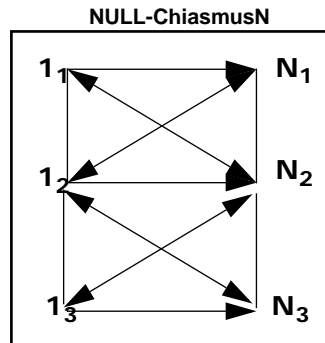 NULL-ChiasmusN
1₁ N₁
1₂ N₂
1₃ N₃